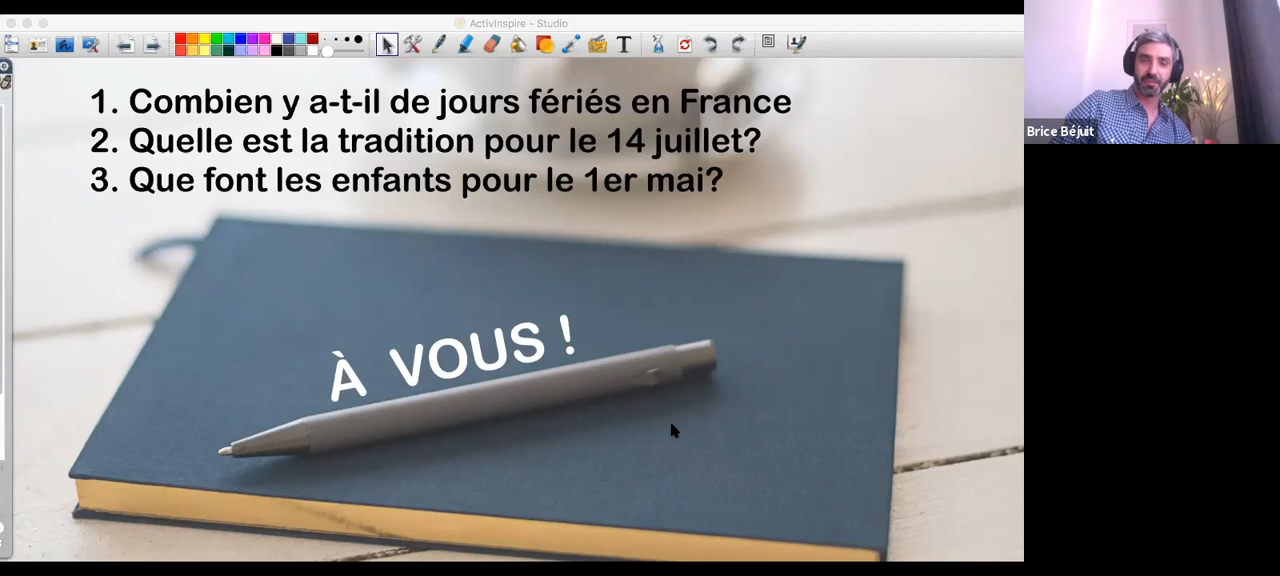 ActivInspire - Studio
1. Combien y a-t-il de jours fériés en France
2. Quelle est la tradition pour le 14 juillet?
3. Que font les enfants pour le 1er mai?
À VOUS !
Brice Béjuit